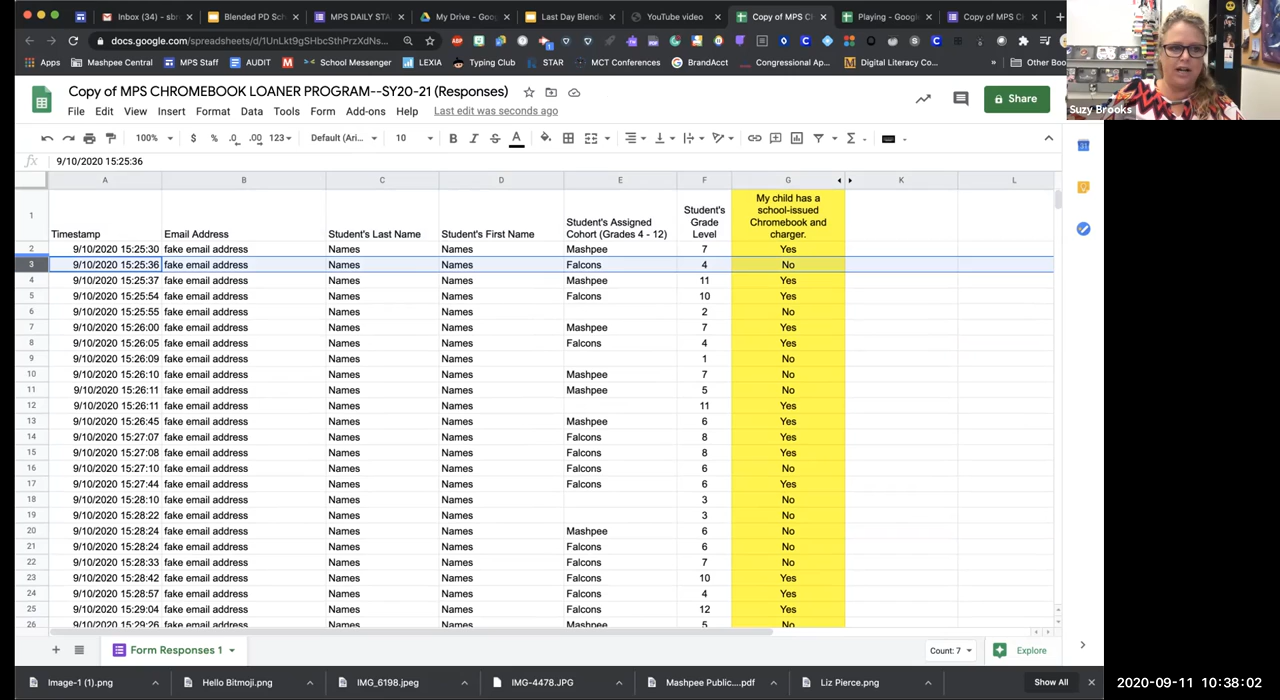 Inbox (34) - sbr
Blended PD Sch
MPS DAILY STA
My Drive - Goog
Last Day Blende
YouTube video
Copy of MPS C
Playing - Googl
Copy of MPS C
docs.google.com/spreadsheets/d/1UnLkt9gSHbcSthPrzXdNs...
Apps
Mashpee Central
MPS Staff
AUDIT
School Messenger
LEXIA
Typing Club
STAR
MCT Conferences
BrandAcct
Congressional Ap...
Digital Literacy Co...
»
Other Boo
Copy of MPS CHROMEBOOK LOANER PROGRAM--SY20-21 (Responses)
File Edit View Insert Format Data Tools Form Add-ons Help Last edit was seconds ago
Share
Suzy Brooks
100% $ % .0 .00 123 Default (Ari... 10 B I S A
fx 9/10/2020 15:25:36
A B C D E F G K L
1 Timestamp Email Address Student's Last Name Student's First Name Student's Assigned Cohort (Grades 4 - 12) Student's Grade Level My child has a school-issued Chromebook and charger.
2 9/10/2020 15:25:30 fake email address Names Names Mashpee 7 Yes
3 9/10/2020 15:25:36 fake email address Names Names Falcons 4 No
4 9/10/2020 15:25:37 fake email address Names Names Mashpee 11 Yes
5 9/10/2020 15:25:54 fake email address Names Names Falcons 10 Yes
6 9/10/2020 15:25:55 fake email address Names Names 2 No
7 9/10/2020 15:26:00 fake email address Names Names Mashpee 7 Yes
8 9/10/2020 15:26:05 fake email address Names Names Falcons 4 Yes
9 9/10/2020 15:26:09 fake email address Names Names 1 No
10 9/10/2020 15:26:10 fake email address Names Names Mashpee 7 No
11 9/10/2020 15:26:11 fake email address Names Names Mashpee 5 No
12 9/10/2020 15:26:11 fake email address Names Names 11 Yes
13 9/10/2020 15:26:45 fake email address Names Names Mashpee 6 Yes
14 9/10/2020 15:27:07 fake email address Names Names Falcons 8 Yes
15 9/10/2020 15:27:08 fake email address Names Names Falcons 8 Yes
16 9/10/2020 15:27:10 fake email address Names Names Falcons 6 No
17 9/10/2020 15:27:44 fake email address Names Names Falcons 6 Yes
18 9/10/2020 15:28:10 fake email address Names Names 3 No
19 9/10/2020 15:28:22 fake email address Names Names 3 No
20 9/10/2020 15:28:24 fake email address Names Names Mashpee 6 No
21 9/10/2020 15:28:24 fake email address Names Names Falcons 6 No
22 9/10/2020 15:28:33 fake email address Names Names Falcons 7 No
23 9/10/2020 15:28:42 fake email address Names Names Falcons 10 Yes
24 9/10/2020 15:28:57 fake email address Names Names Falcons 4 Yes
25 9/10/2020 15:29:04 fake email address Names Names Falcons 12 Yes
26 9/10/2020 15:29:26 fake email address Names Names Mashpee 5 No
Form Responses 1
Count: 7
Explore
Image-1 (1).png
Hello Bitmoji.png
IMG_6198.jpeg
IMG-4478.JPG
Mashpee Public....pdf
Liz Pierce.png
Show All
2020-09-11 10:38:02